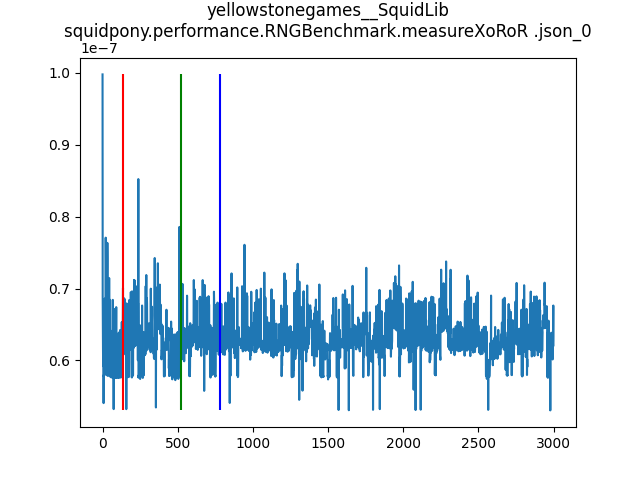 yellowstonegames__SquidLib
squidpony.performance.RNGBenchmark.measureXoRoR .json_0
1e−7
1.0
0.9
0.8
0.7
0.6
0 500 1000 1500 2000 2500 3000